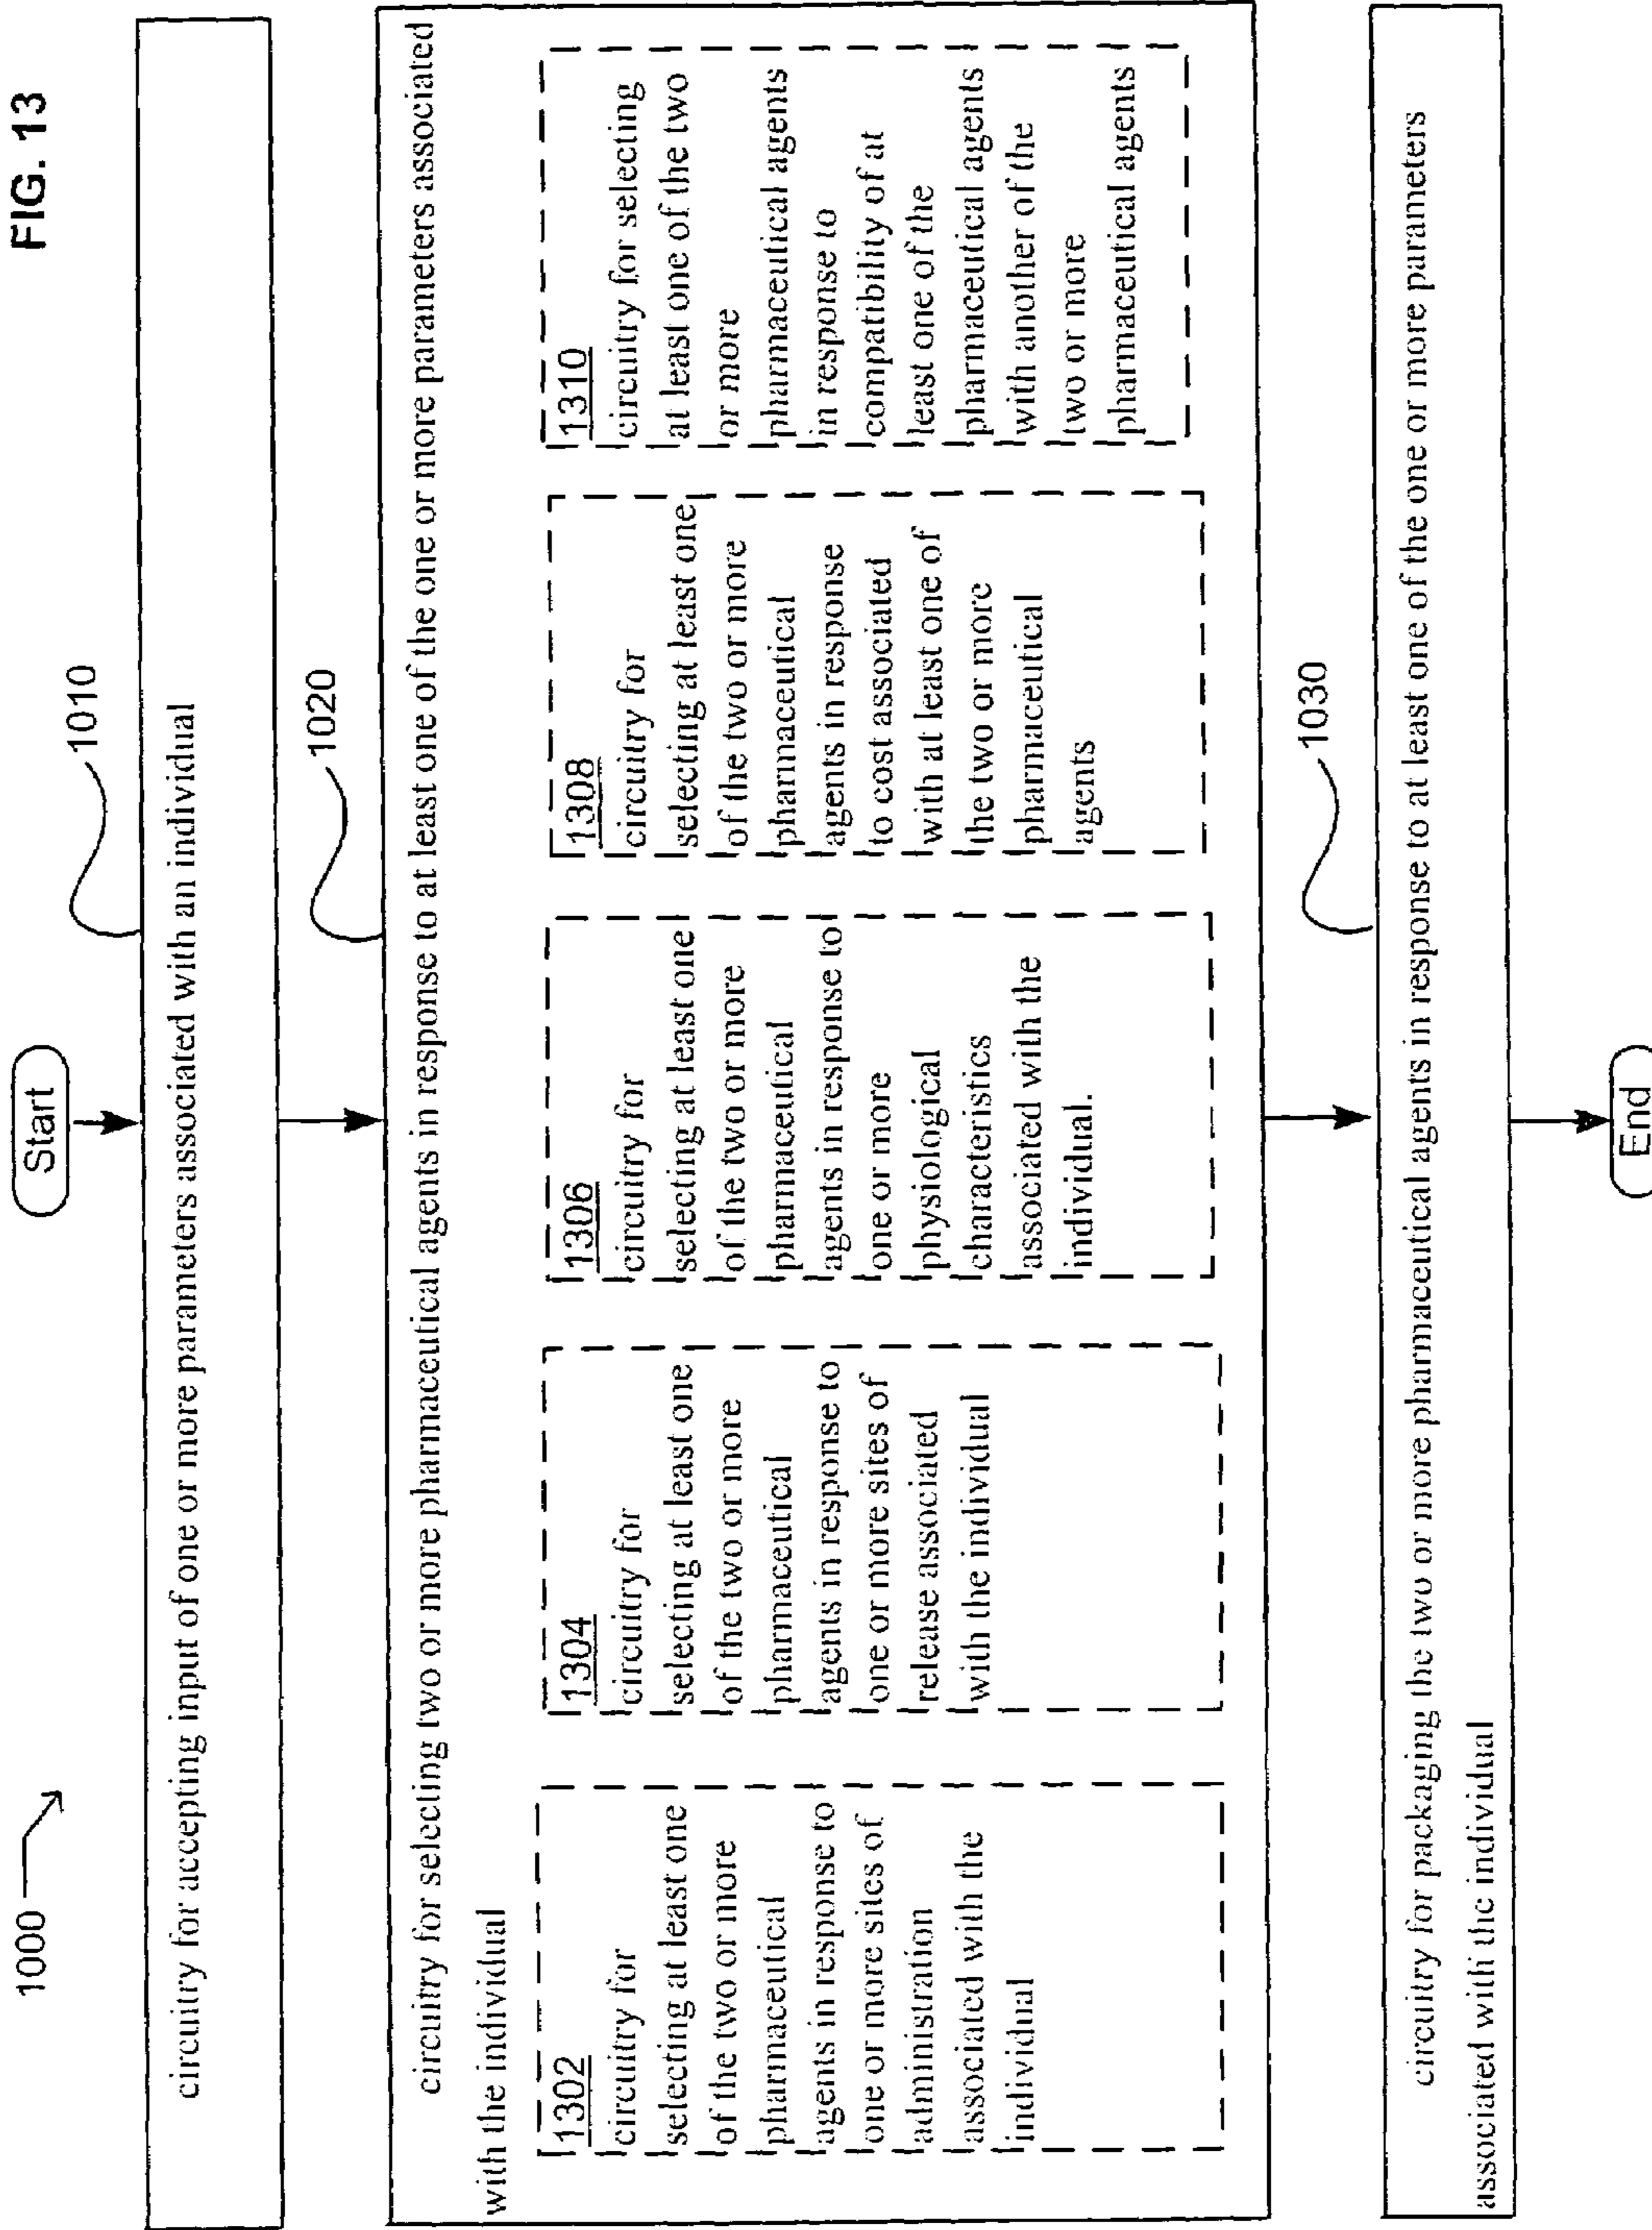 FIG. 13
1000
Start
1010
circuitry for accepting input of one or more parameters associated with an individual
1020
circuitry for selecting two or more pharmaceutical agents in response to at least one of the one or more parameters associated
with the individual
1302
circuitry for
selecting at least one
of the two or more
pharmaceutical
agents in response to
one or more sites of
administration
associated with the
individual
1304
circuitry for
selecting at least one
of the two or more
pharmaceutical
agents in response to
one or more sites of
release associated
with the individual
1306
circuitry for
selecting at least one
of the two or more
pharmaceutical
agents in response to
one or more
physiological
characteristics
associated with the
individual.
1308
circuitry for
selecting at least one
of the two or more
pharmaceutical
agents in response
to cost associated
with at least one of
the two or more
pharmaceutical
agents
1310
circuitry for selecting
at least one of the two
or more
pharmaceutical agents
in response to
compatibility of at
least one of the
pharmaceutical agents
with another of the
two or more
pharmaceutical agents
1030
circuitry for packaging the two or more pharmaceutical agents in response to at least one of the one or more parameters
associated with the individual
End